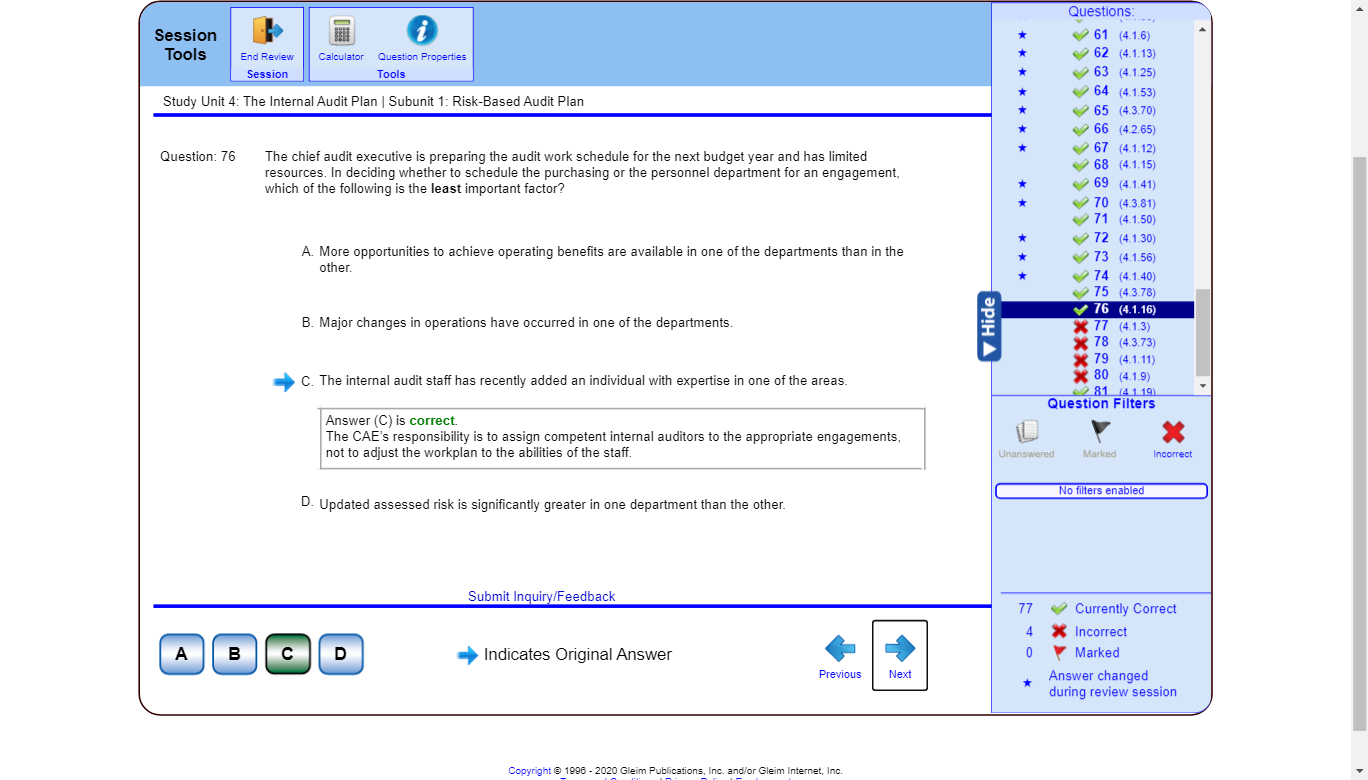 Session Tools
End Review
Session
Calculator
Question Properties
Tools
Study Unit 4: The Internal Audit Plan | Subunit 1: Risk-Based Audit Plan
Question: 76
The chief audit executive is preparing the audit work schedule for the next budget year and has limited
resources. In deciding whether to schedule the purchasing or the personnel department for an engagement,
which of the following is the least important factor?
A. More opportunities to achieve operating benefits are available in one of the departments than in the
other.
B. Major changes in operations have occurred in one of the departments.
C. The internal audit staff has recently added an individual with expertise in one of the areas.
Answer (C) is correct.
The CAE's responsibility is to assign competent internal auditors to the appropriate engagements,
not to adjust the workplan to the abilities of the staff.
D. Updated assessed risk is significantly greater in one department than the other.
Submit Inquiry/Feedback
A B C D
Indicates Original Answer
Previous
Next
Questions:
61 (4.1.6)
62 (4.1.13)
63 (4.1.25)
64 (4.1.53)
65 (4.3.70)
66 (4.2.65)
67 (4.1.12)
68 (4.1.15)
69 (4.1.41)
70 (4.3.81)
71 (4.1.50)
72 (4.1.30)
73 (4.1.56)
74 (4.1.40)
75 (4.3.78)
76 (4.1.16)
77 (4.1.3)
78 (4.3.73)
79 (4.1.11)
80 (4.1.9)
81 (4.1.19)
Hide
Question Filters
Unanswered
Marked
Incorrect
No filters enabled
77 Currently Correct
4 Incorrect
0 Marked
Answer changed
during review session
Copyright © 1996 - 2020 Gleim Publications, Inc. and/or Gleim Internet, Inc.